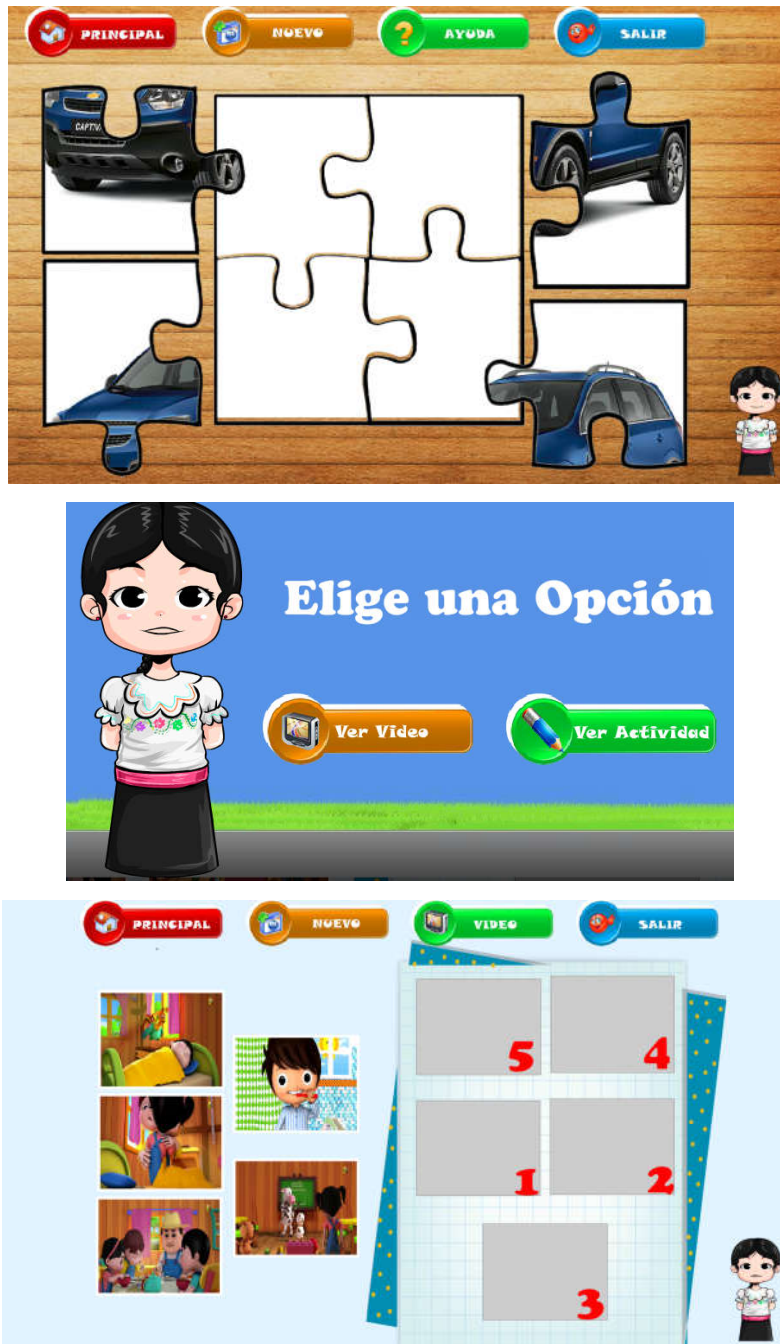 PRINCIPAL
NUEVO
AYUDA
SALIR
Elige una Opción
Ver Video
Ver Actividad
PRINCIPAL
NUEVO
VIDEO
SALIR
5
4
1
2
3